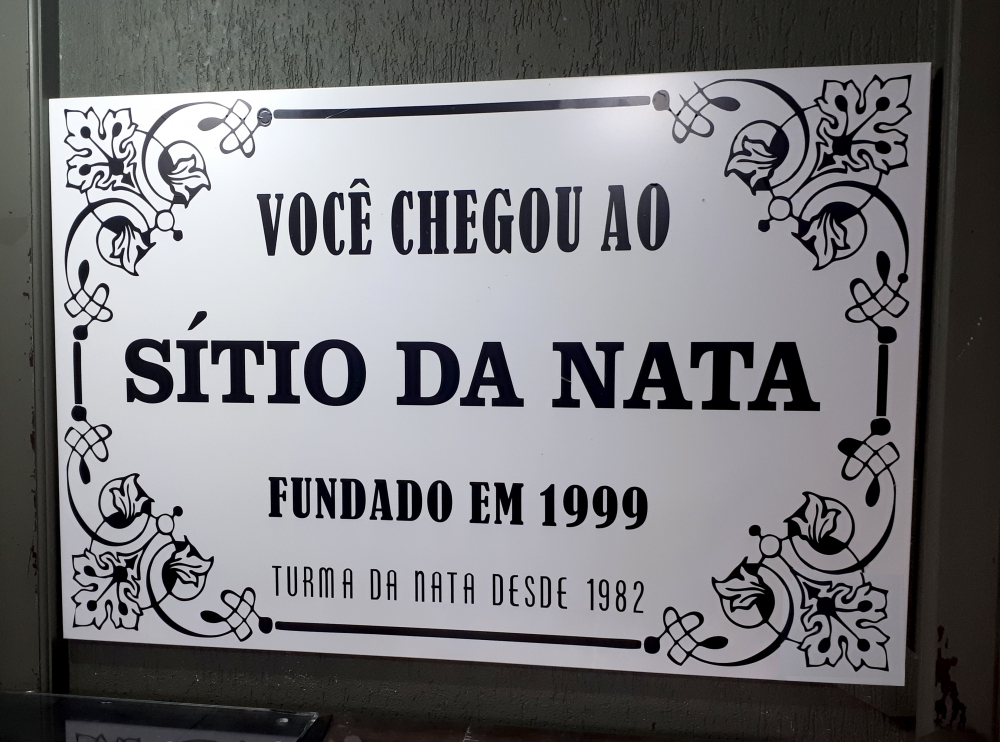 VOCÊ CHEGOU AO
SÍTIO DA NATA
FUNDADO EM 1999
TURMA DA NATA DESDE 1982